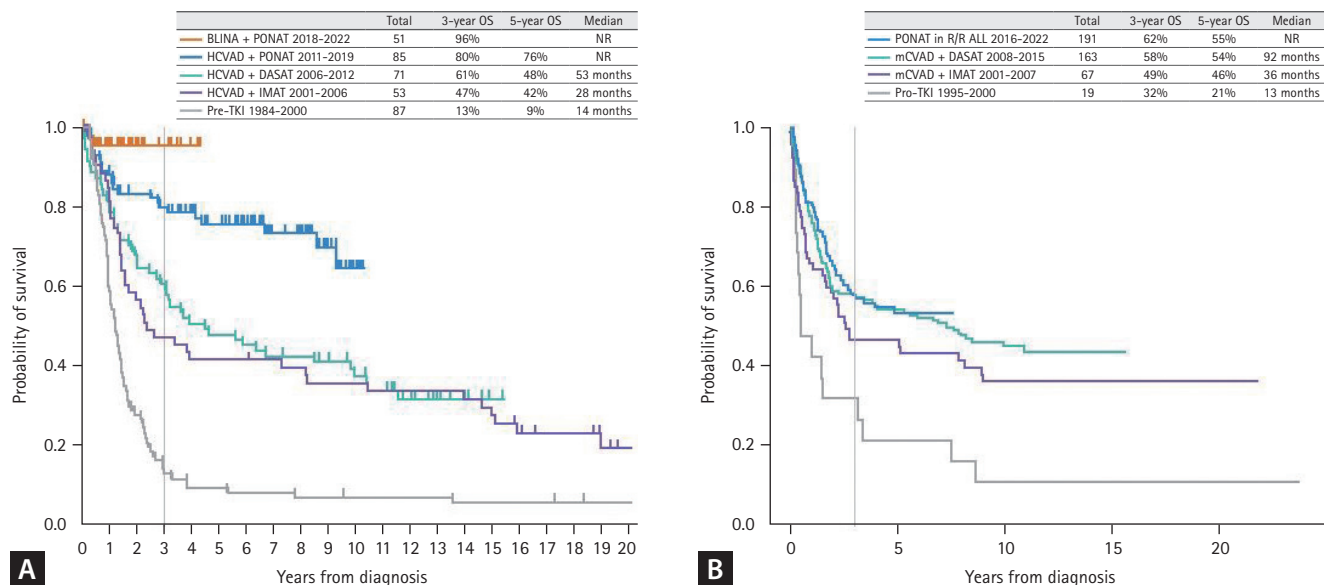 Total 3-year OS 5-year OS Median
BLINA + PONAT 2018-2022 51 96% NR
HCVAD + PONAT 2011-2019 85 80% 76% NR
HCVAD + DASAT 2006-2012 71 61% 48% 53 months
HCVAD + IMAT 2001-2006 53 47% 42% 28 months
Pre-TKI 1984-2000 87 13% 9% 14 months
1.0
0.8
0.6
0.4
0.2
0.0
Probability of survival
0 1 2 3 4 5 6 7 8 9 10 11 12 13 14 15 16 17 18 19 20
Years from diagnosis
A
Total 3-year OS 5-year OS Median
PONAT in R/R ALL 2016-2022 191 62% 55% NR
mCVAD + DASAT 2008-2015 163 58% 54% 92 months
mCVAD + IMAT 2001-2007 67 49% 46% 36 months
Pro-TKI 1995-2000 19 32% 21% 13 months
1.0
0.8
0.6
0.4
0.2
0.0
Probability of survival
0 5 10 15 20
Years from diagnosis
B